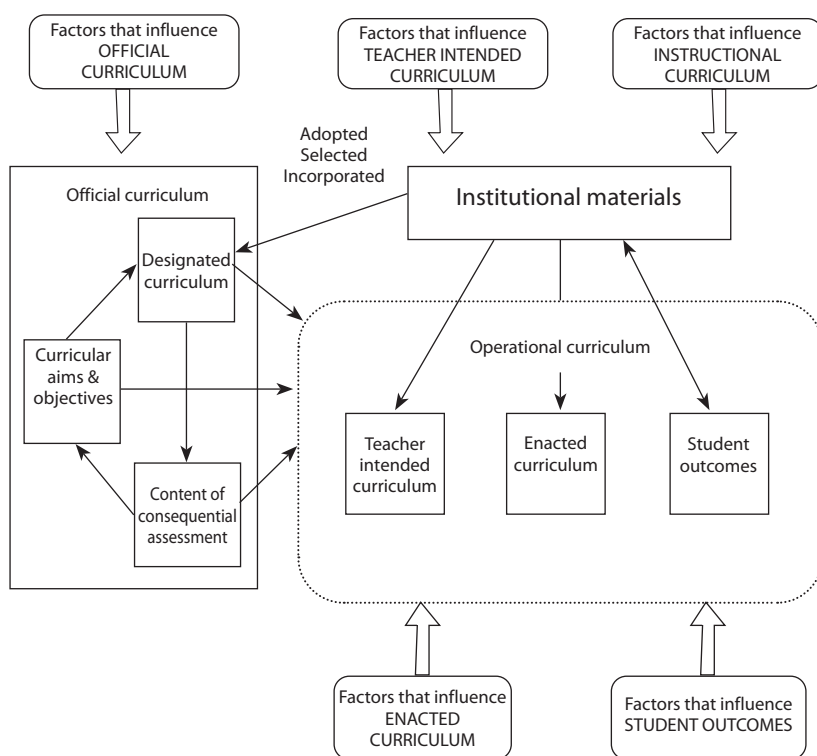 Factors that influence
OFFICIAL
CURRICULUM
Factors that influence
TEACHER INTENDED
CURRICULUM
Factors that influence
INSTRUCTIONAL
CURRICULUM
Adopted
Selected
Incorporated
Official curriculum
Institutional materials
Designated
curriculum
Operational curriculum
Curricular
aims &
objectives
Teacher
intended
curriculum
Enacted
curriculum
Student
outcomes
Content of
consequential
assessment
Factors that influence
ENACTED
CURRICULUM
Factors that influence
STUDENT OUTCOMES